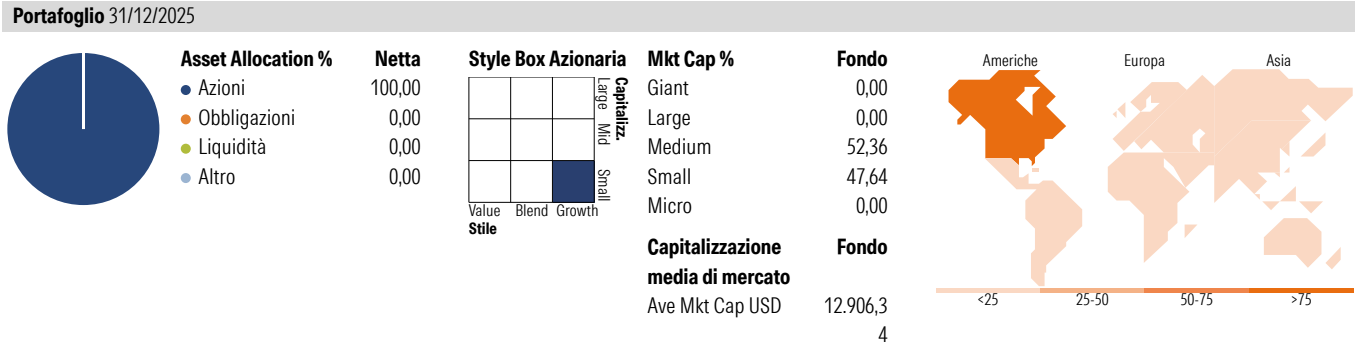 Portafoglio 31/12/2025
Asset Allocation % Netta
Azioni 100,00
Obbligazioni 0,00
Liquidità 0,00
Altro 0,00
Style Box Azionaria
Capitalizz.
Large Mid Small
Value Blend Growth
Stile
Mkt Cap % Fondo
Giant 0,00
Large 0,00
Medium 52,36
Small 47,64
Micro 0,00
Capitalizzazione Fondo
media di mercato
Ave Mkt Cap USD 12.906,3
4
Americhe Europa Asia
<25 25-50 50-75 >75